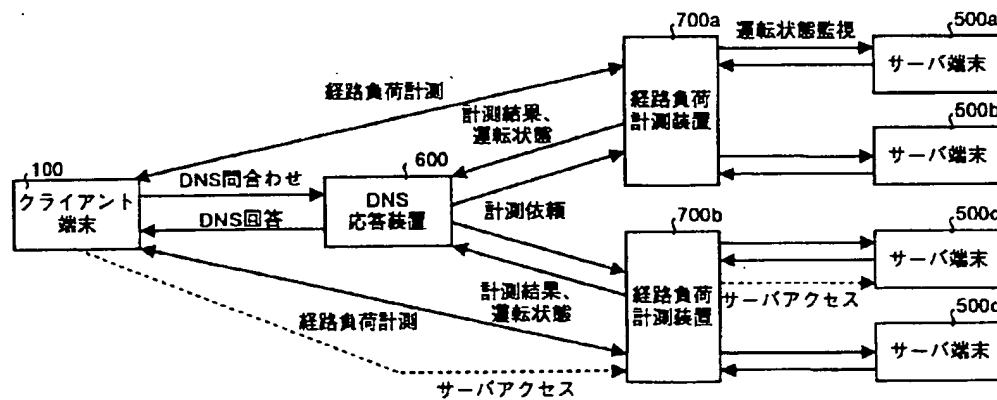 700a
運転状態監視
500a
サーバ端末
経路負荷計測
計測結果、
運転状態
経路負荷
計測装置
500b
サーバ端末
100
クライアント
端末
DNS問合わせ
DNS回答
600
DNS
応答装置
計測依頼
700b
経路負荷
計測装置
500c
サーバ端末
サーバアクセス
計測結果、
運転状態
経路負荷計測
サーバアクセス
サーバ端末